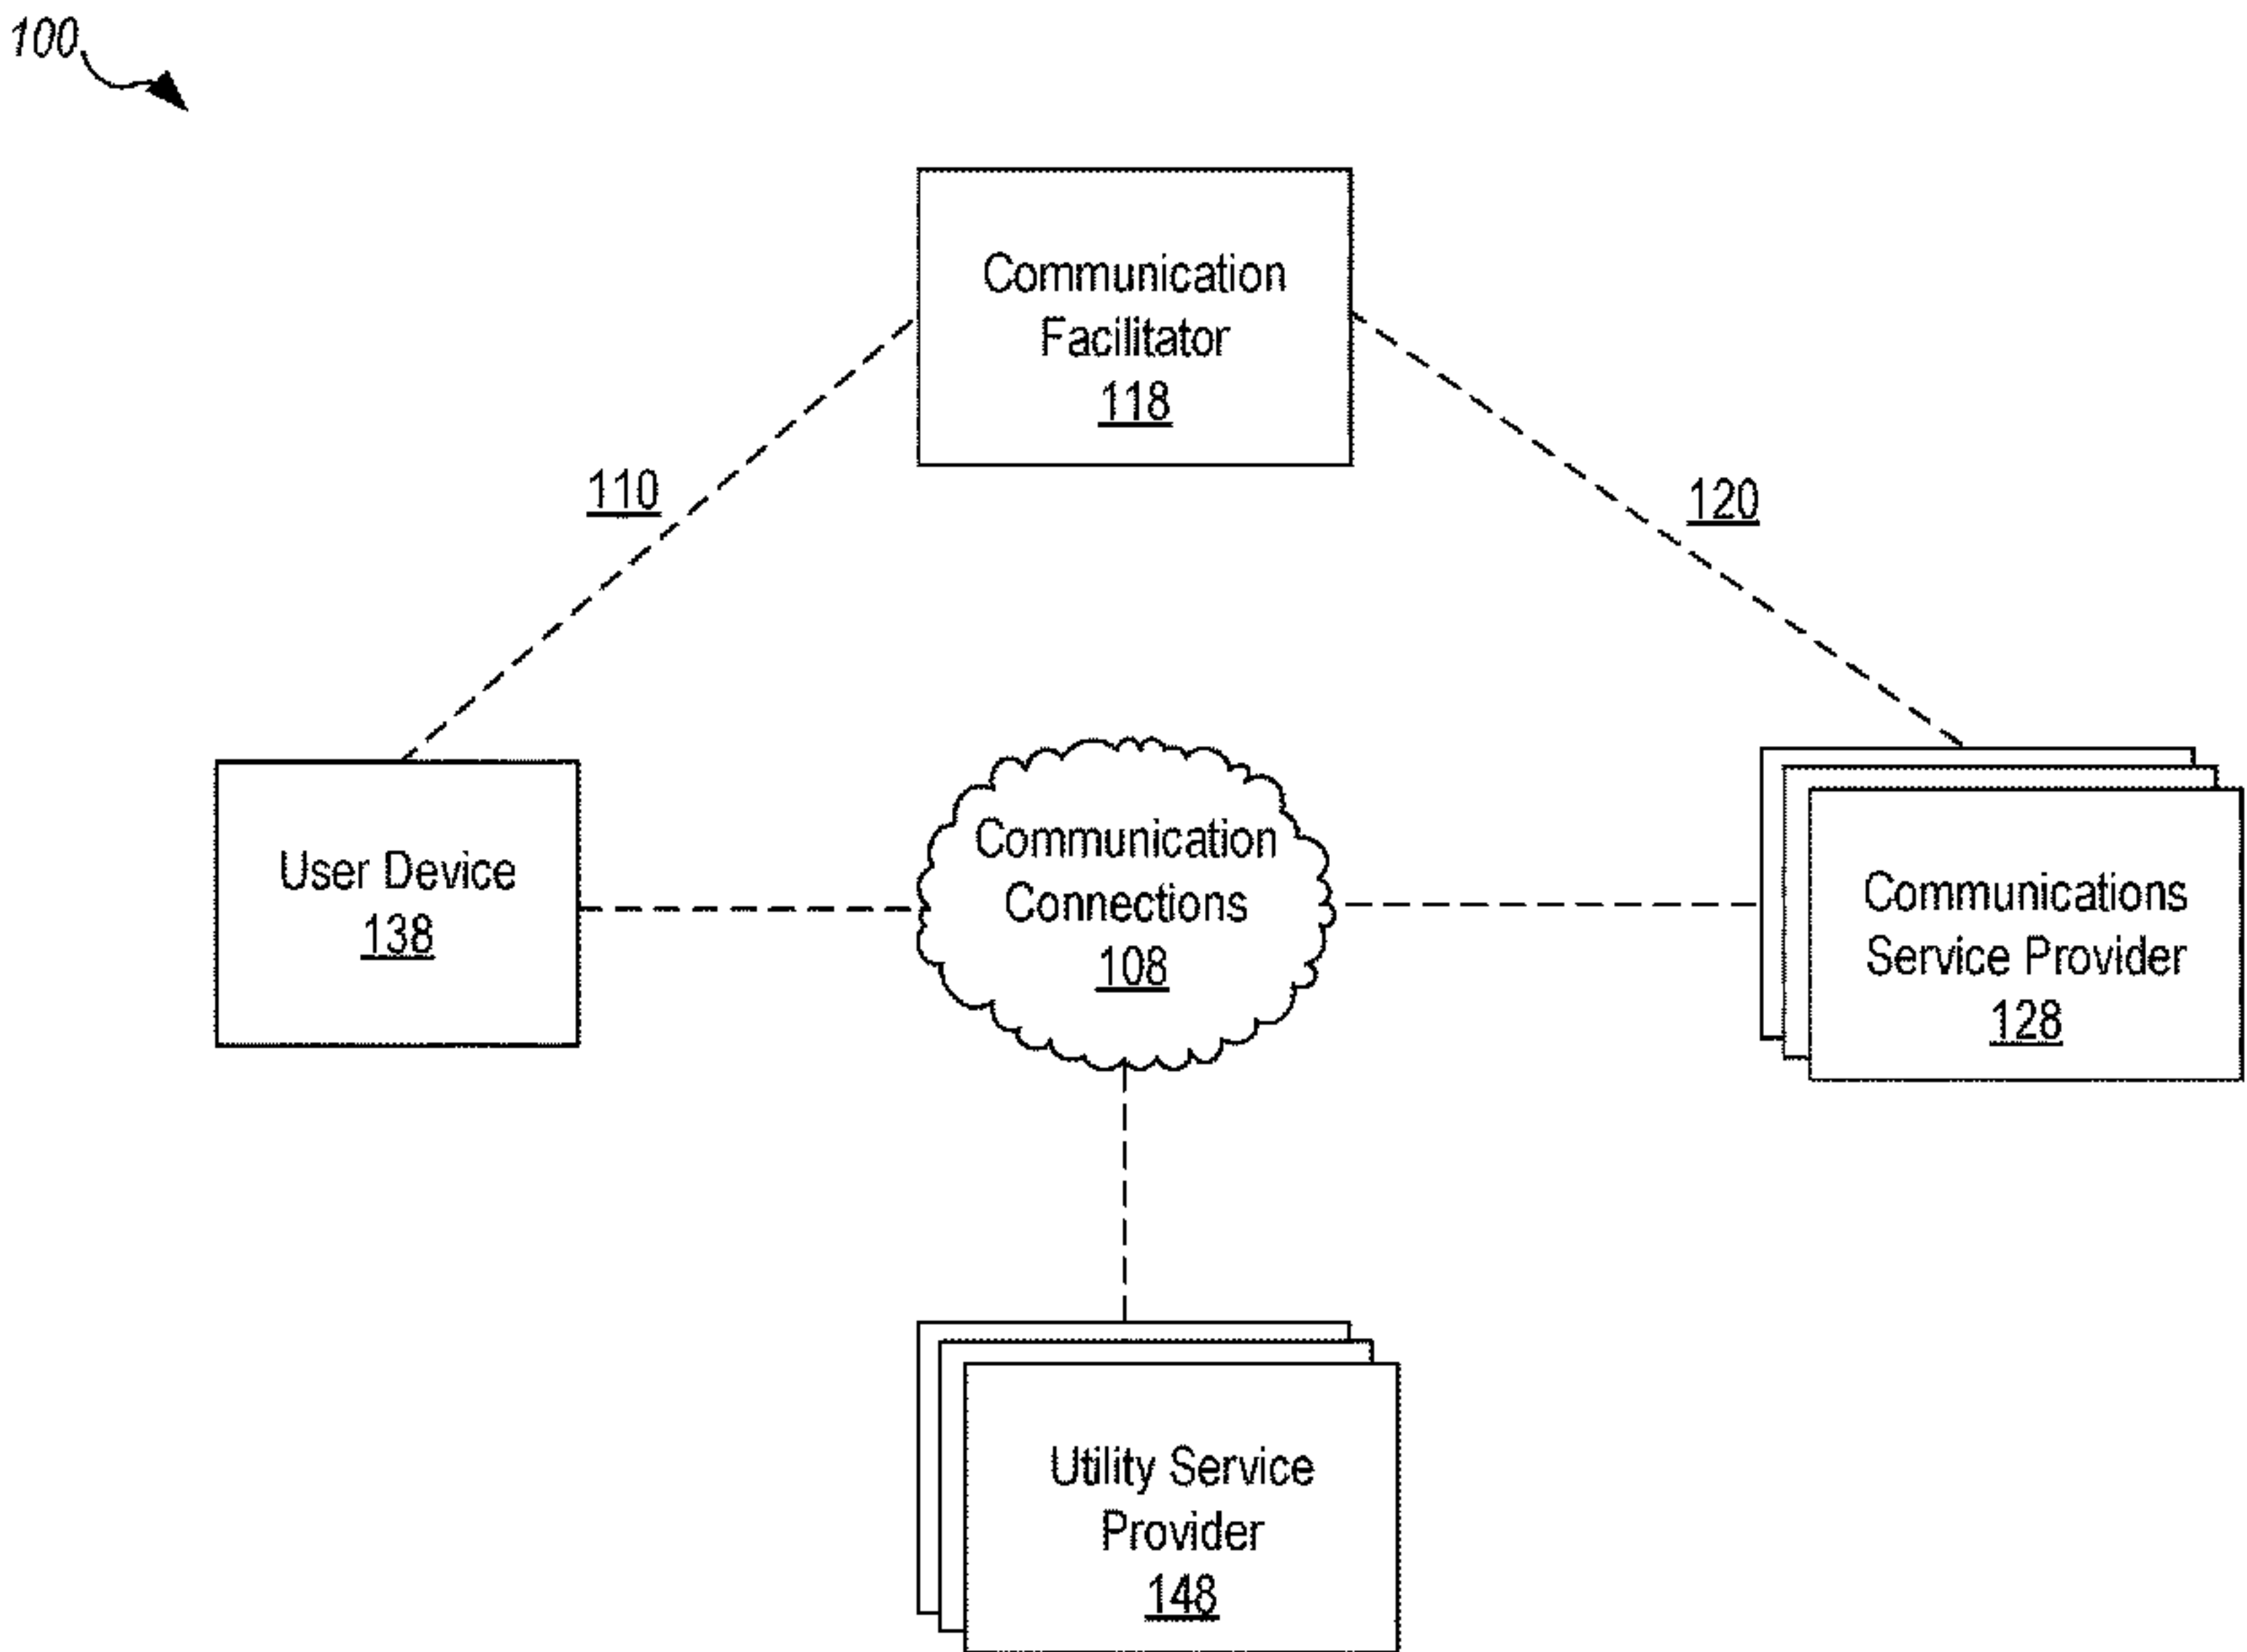 100
Communication
Facilitator
118
110
120
User Device
138
Communication
Connections
108
Communications
Service Provider
128
Utility Service
Provider
148